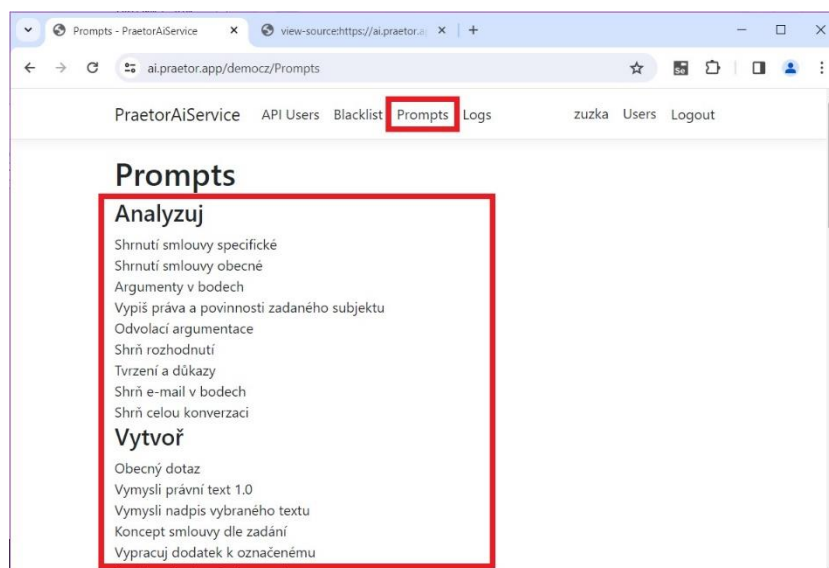 Prompts - PraetorAiService
view-source:https://ai.praetor.a
ai.praetor.app/democz/Prompts
PraetorAiService API Users Blacklist Prompts Logs zuzka Users Logout
Prompts
Analyzuj
Shrnutí smlouvy specifické
Shrnutí smlouvy obecné
Argumenty v bodech
Vypiš práva a povinnosti zadaného subjektu
Odvolací argumentace
Shrň rozhodnutí
Tvrzení a důkazy
Shrň e-mail v bodech
Shrň celou konverzaci
Vytvoř
Obecný dotaz
Vymysli právní text 1.0
Vymysli nadpis vybraného textu
Koncept smlouvy dle zadání
Vypracuj dodatek k označenému